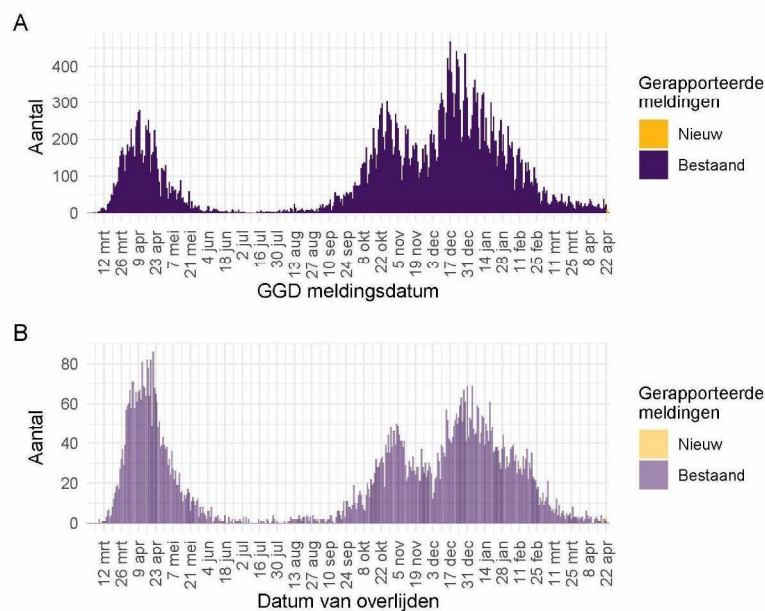 A
Aantal
400
300
200
100
0
12 mrt
26 mrt
9 apr
23 apr
7 mei
21 mei
4 jun
18 jun
2 jul
16 jul
30 jul
13 aug
27 aug
10 sep
24 sep
8 okt
22 okt
5 nov
19 nov
3 dec
17 dec
31 dec
14 jan
28 jan
11 feb
25 feb
11 mrt
25 mrt
8 apr
22 apr
GGD meldingsdatum
Gerapporteerde
meldingen
Nieuw
Bestaand
B
Aantal
80
60
40
20
0
12 mrt
26 mrt
9 apr
23 apr
7 mei
21 mei
4 jun
18 jun
2 jul
16 jul
30 jul
13 aug
27 aug
10 sep
24 sep
8 okt
22 okt
5 nov
19 nov
3 dec
17 dec
31 dec
14 jan
28 jan
11 feb
25 feb
11 mrt
25 mrt
8 apr
22 apr
Datum van overlijden
Gerapporteerde
meldingen
Nieuw
Bestaand